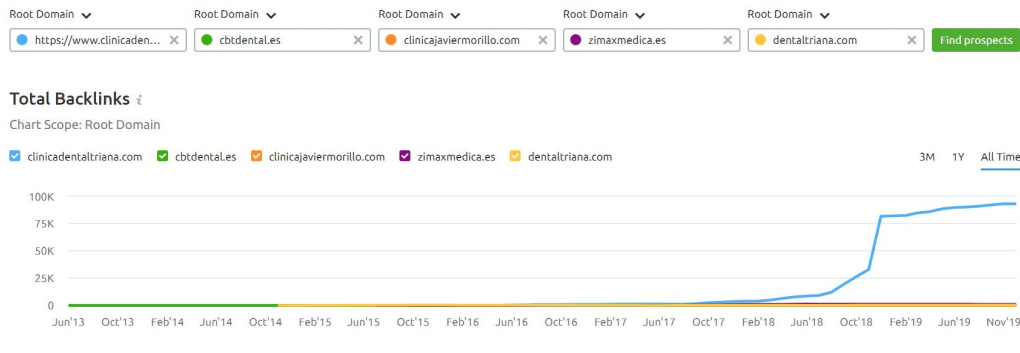 Root Domain Root Domain Root Domain Root Domain Root Domain
https://www.clinicaden... cbtdental.es clinicajaviermorillo.com zimaxmedica.es dentaltriana.com Find prospects
Total Backlinks i
Chart Scope: Root Domain
clinicadentaltriana.com cbtdental.es clinicajaviermorillo.com zimaxmedica.es dentaltriana.com 3M 1Y All Time
100K
75K
50K
25K
0
Jun'13 Oct'13 Feb'14 Jun'14 Oct'14 Feb'15 Jun'15 Oct'15 Feb'16 Jun'16 Oct'16 Feb'17 Jun'17 Oct'17 Feb'18 Jun'18 Oct'18 Feb'19 Jun'19 Nov'19